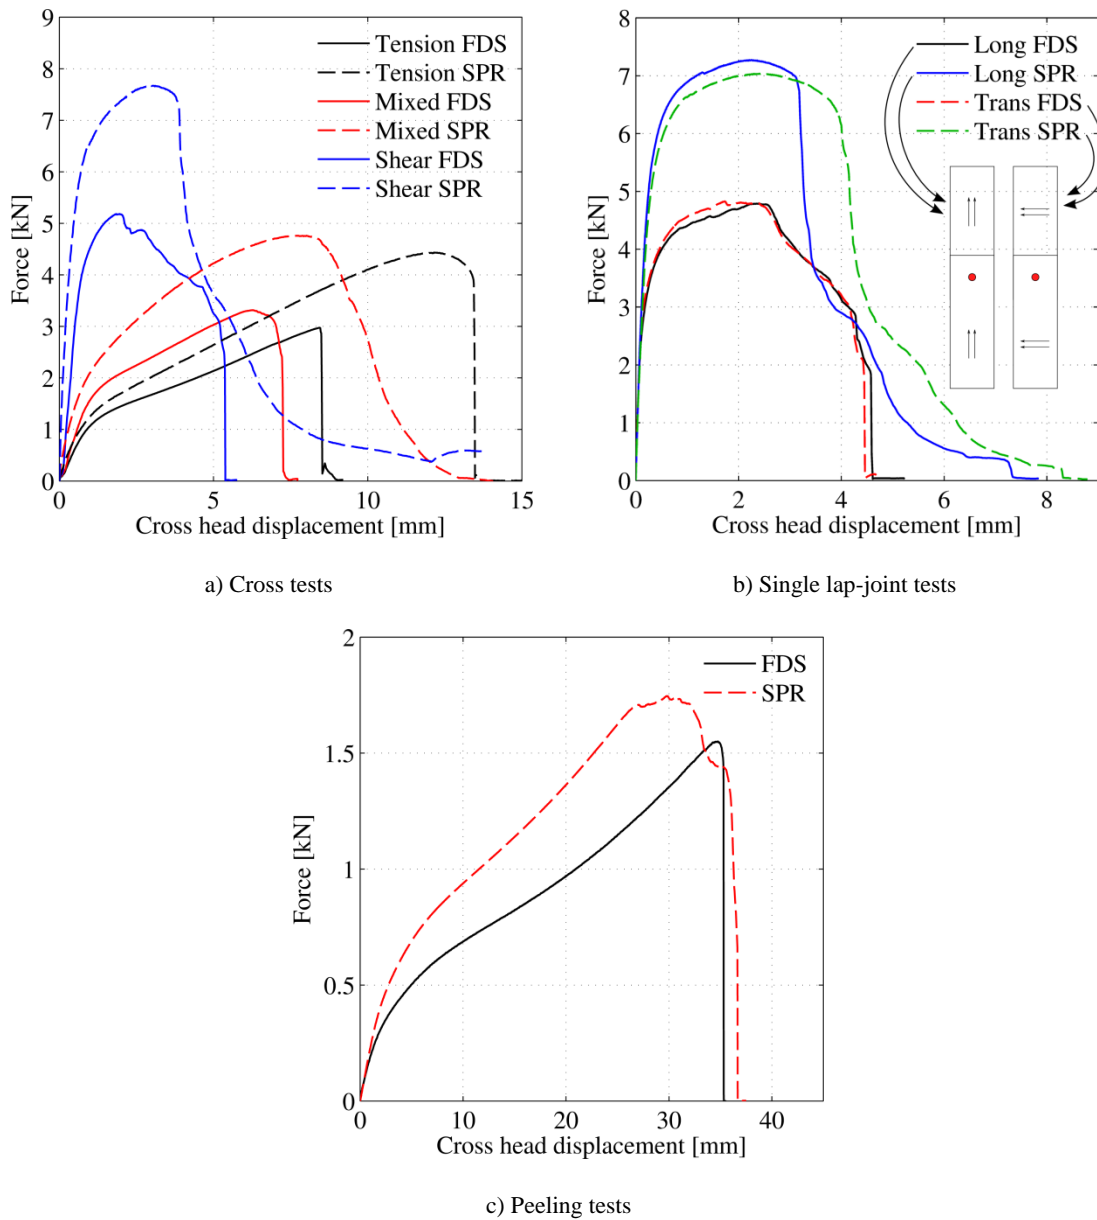 9
8
7
6
5
4
3
2
1
0
Force [kN]
Tension FDS
Tension SPR
Mixed FDS
Mixed SPR
Shear FDS
Shear SPR
0 5 10 15
Cross head displacement [mm]
a) Cross tests
8
7
6
5
4
3
2
1
0
Force [kN]
Long FDS
Long SPR
Trans FDS
Trans SPR
0 2 4 6 8
Cross head displacement [mm]
b) Single lap-joint tests
2
1.5
1
0.5
0
Force [kN]
FDS
SPR
0 10 20 30 40
Cross head displacement [mm]
c) Peeling tests